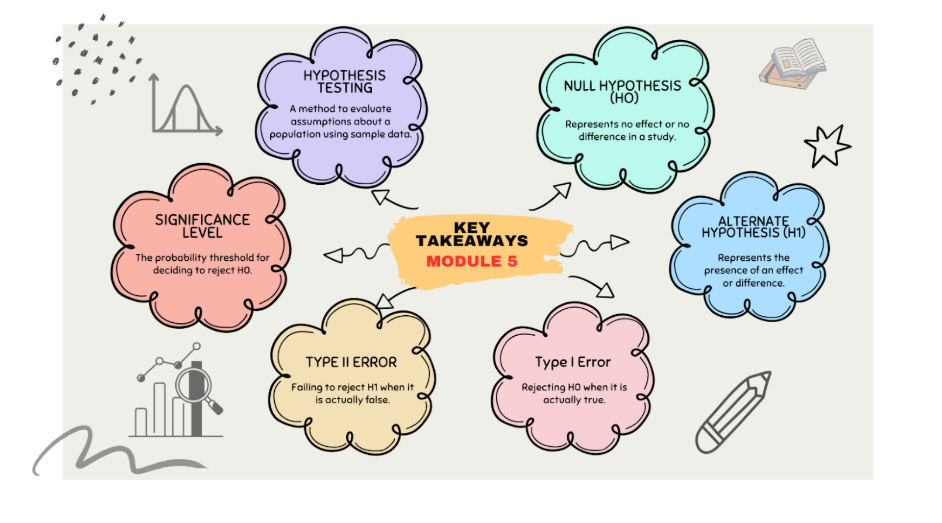 HYPOTHESIS
TESTING
A method to evaluate
assumptions about a
population using sample data.
NULL HYPOTHESIS
(HO)
Represents no effect or no
difference in a study.
SIGNIFICANCE
LEVEL
The probability threshold for
deciding to reject H0.
KEY
TAKEAWAYS
MODULE 5
ALTERNATE
HYPOTHESIS (H1)
Represents the
presence of an effect
or difference.
TYPE II ERROR
Failing to reject H1 when it
is actually false.
Type I Error
Rejecting H0 when it is
actually true.